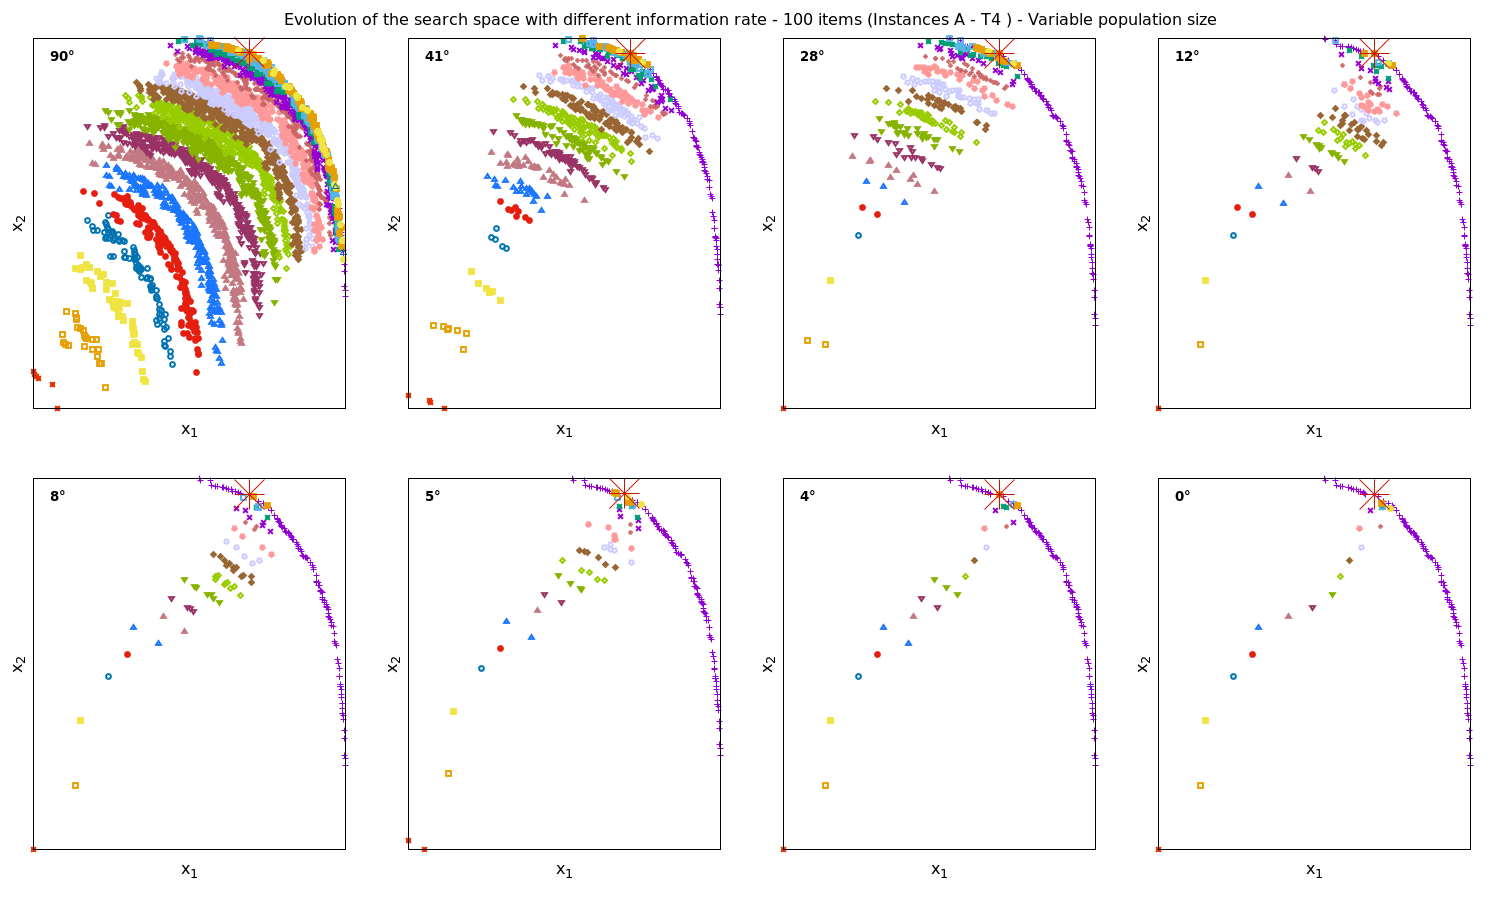 Evolution of the search space with different information rate - 100 items (Instances A - T4 ) - Variable population size
90°
41°
28°
12°
x2
x2
x2
x2
x1
x1
x1
x1
8°
5°
4°
0°
x2
x2
x2
x2
x1
x1
x1
x1